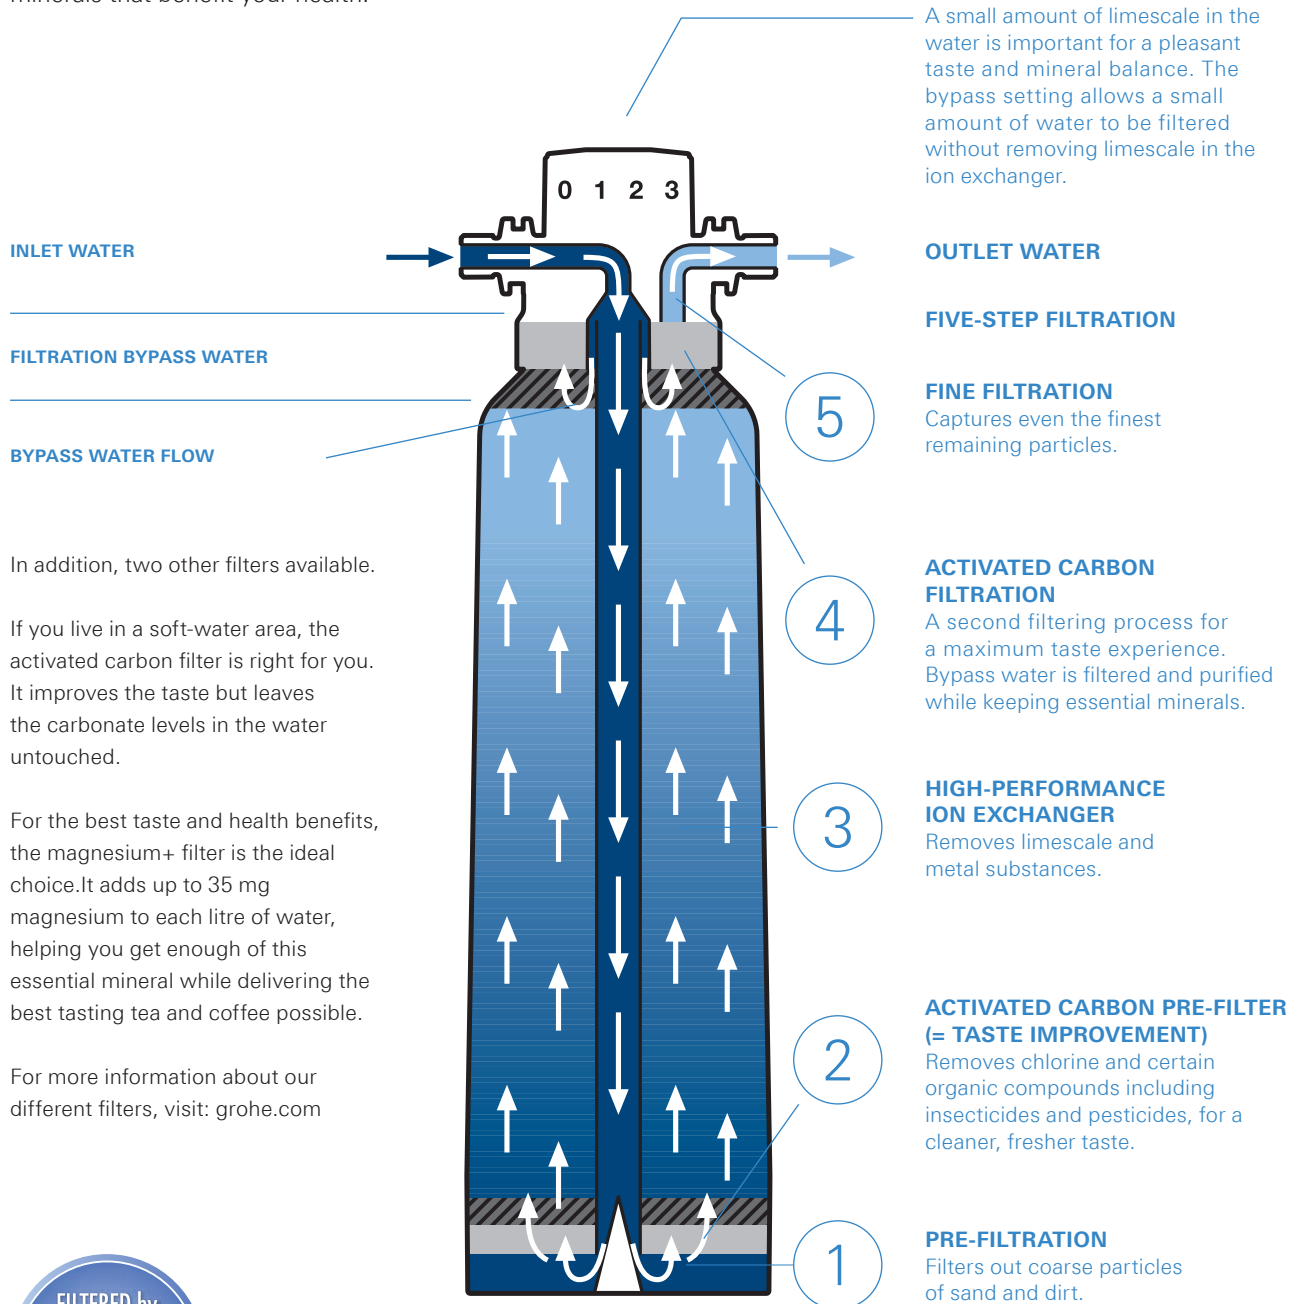 minerals that benefit your health.
A small amount of limescale in the
water is important for a pleasant
taste and mineral balance. The
bypass setting allows a small
amount of water to be filtered
without removing limescale in the
ion exchanger.
0 1 2 3
INLET WATER
FILTRATION BYPASS WATER
BYPASS WATER FLOW
In addition, two other filters available.
If you live in a soft-water area, the
activated carbon filter is right for you.
It improves the taste but leaves
the carbonate levels in the water
untouched.
For the best taste and health benefits,
the magnesium+ filter is the ideal
choice.It adds up to 35 mg
magnesium to each litre of water,
helping you get enough of this
essential mineral while delivering the
best tasting tea and coffee possible.
For more information about our
different filters, visit: grohe.com
FILTERED by
OUTLET WATER
FIVE-STEP FILTRATION
5
FINE FILTRATION
Captures even the finest
remaining particles.
4
ACTIVATED CARBON
FILTRATION
A second filtering process for
a maximum taste experience.
Bypass water is filtered and purified
while keeping essential minerals.
3
HIGH-PERFORMANCE
ION EXCHANGER
Removes limescale and
metal substances.
2
ACTIVATED CARBON PRE-FILTER
(= TASTE IMPROVEMENT)
Removes chlorine and certain
organic compounds including
insecticides and pesticides, for a
cleaner, fresher taste.
1
PRE-FILTRATION
Filters out coarse particles
of sand and dirt.